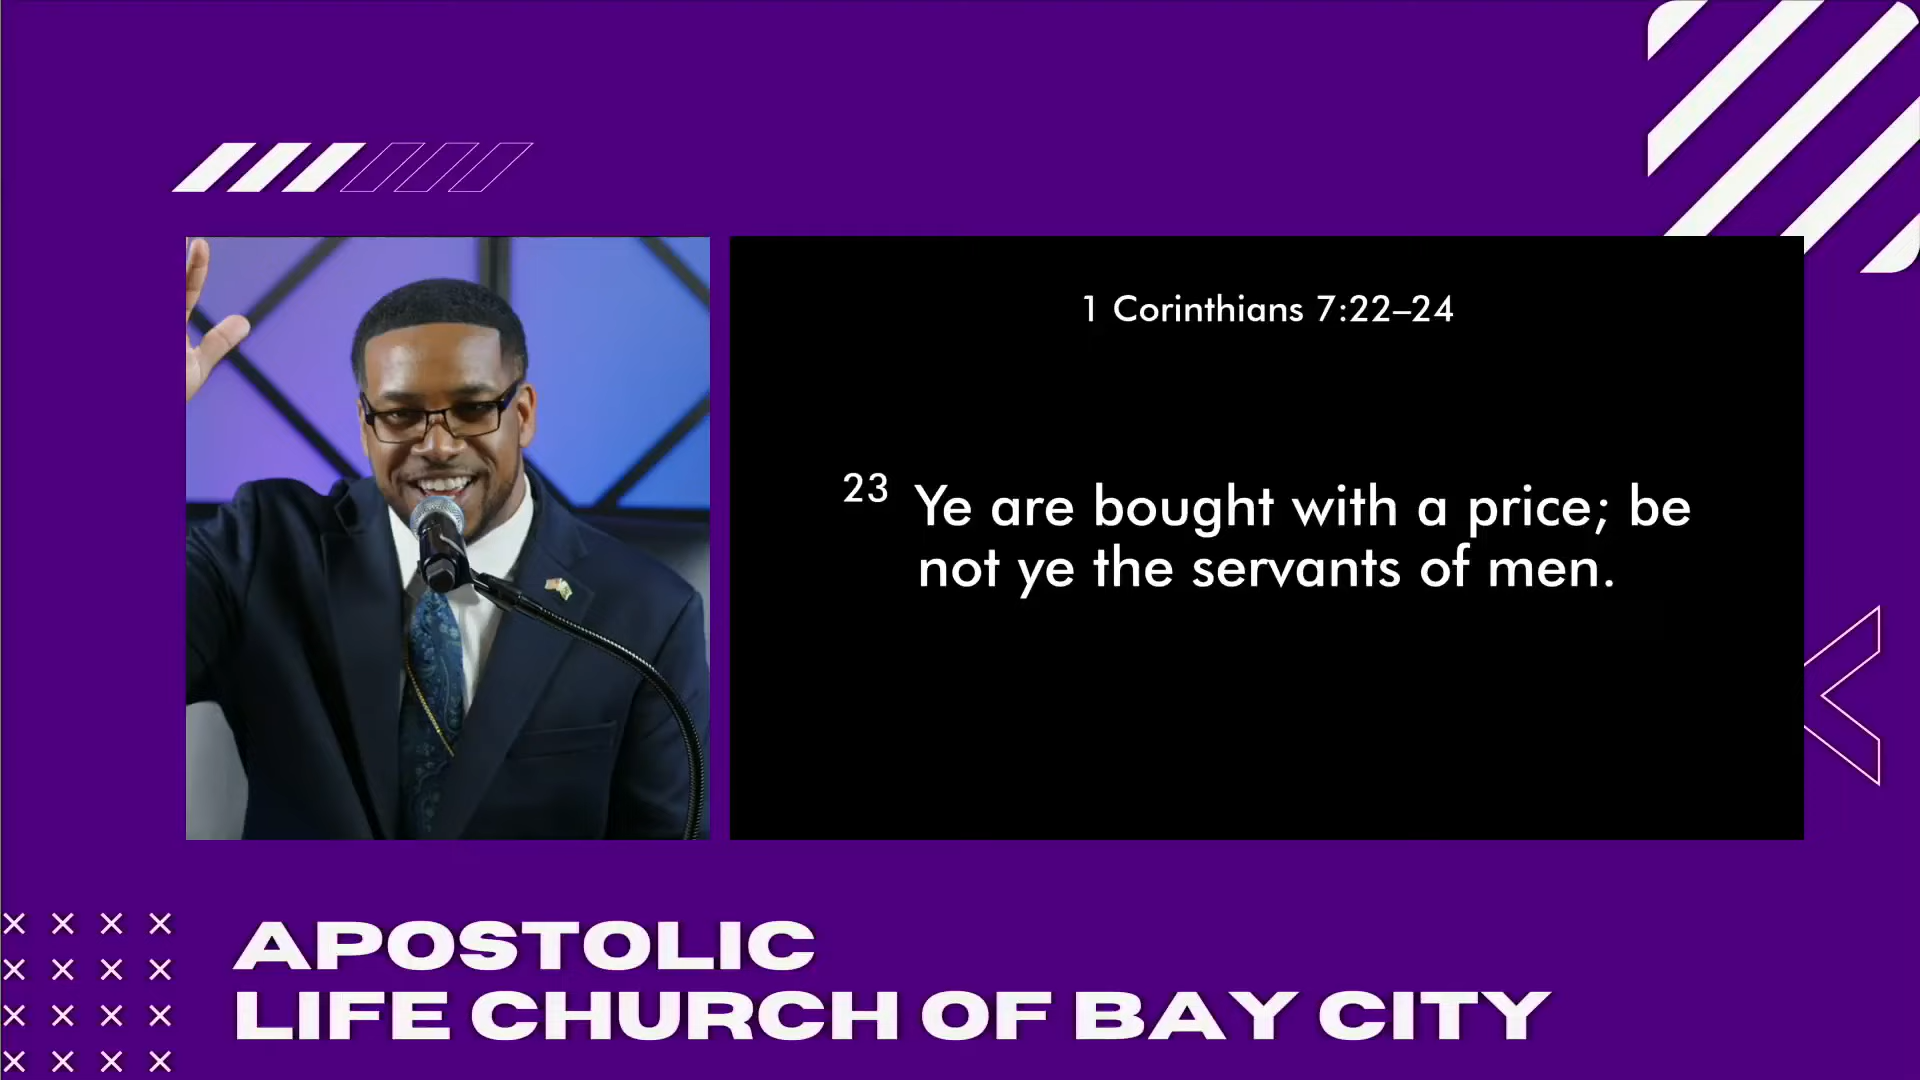 1 Corinthians 7:22–24
23 Ye are bought with a price; be
not ye the servants of men.
APOSTOLIC
LIFE CHURCH OF BAY CITY